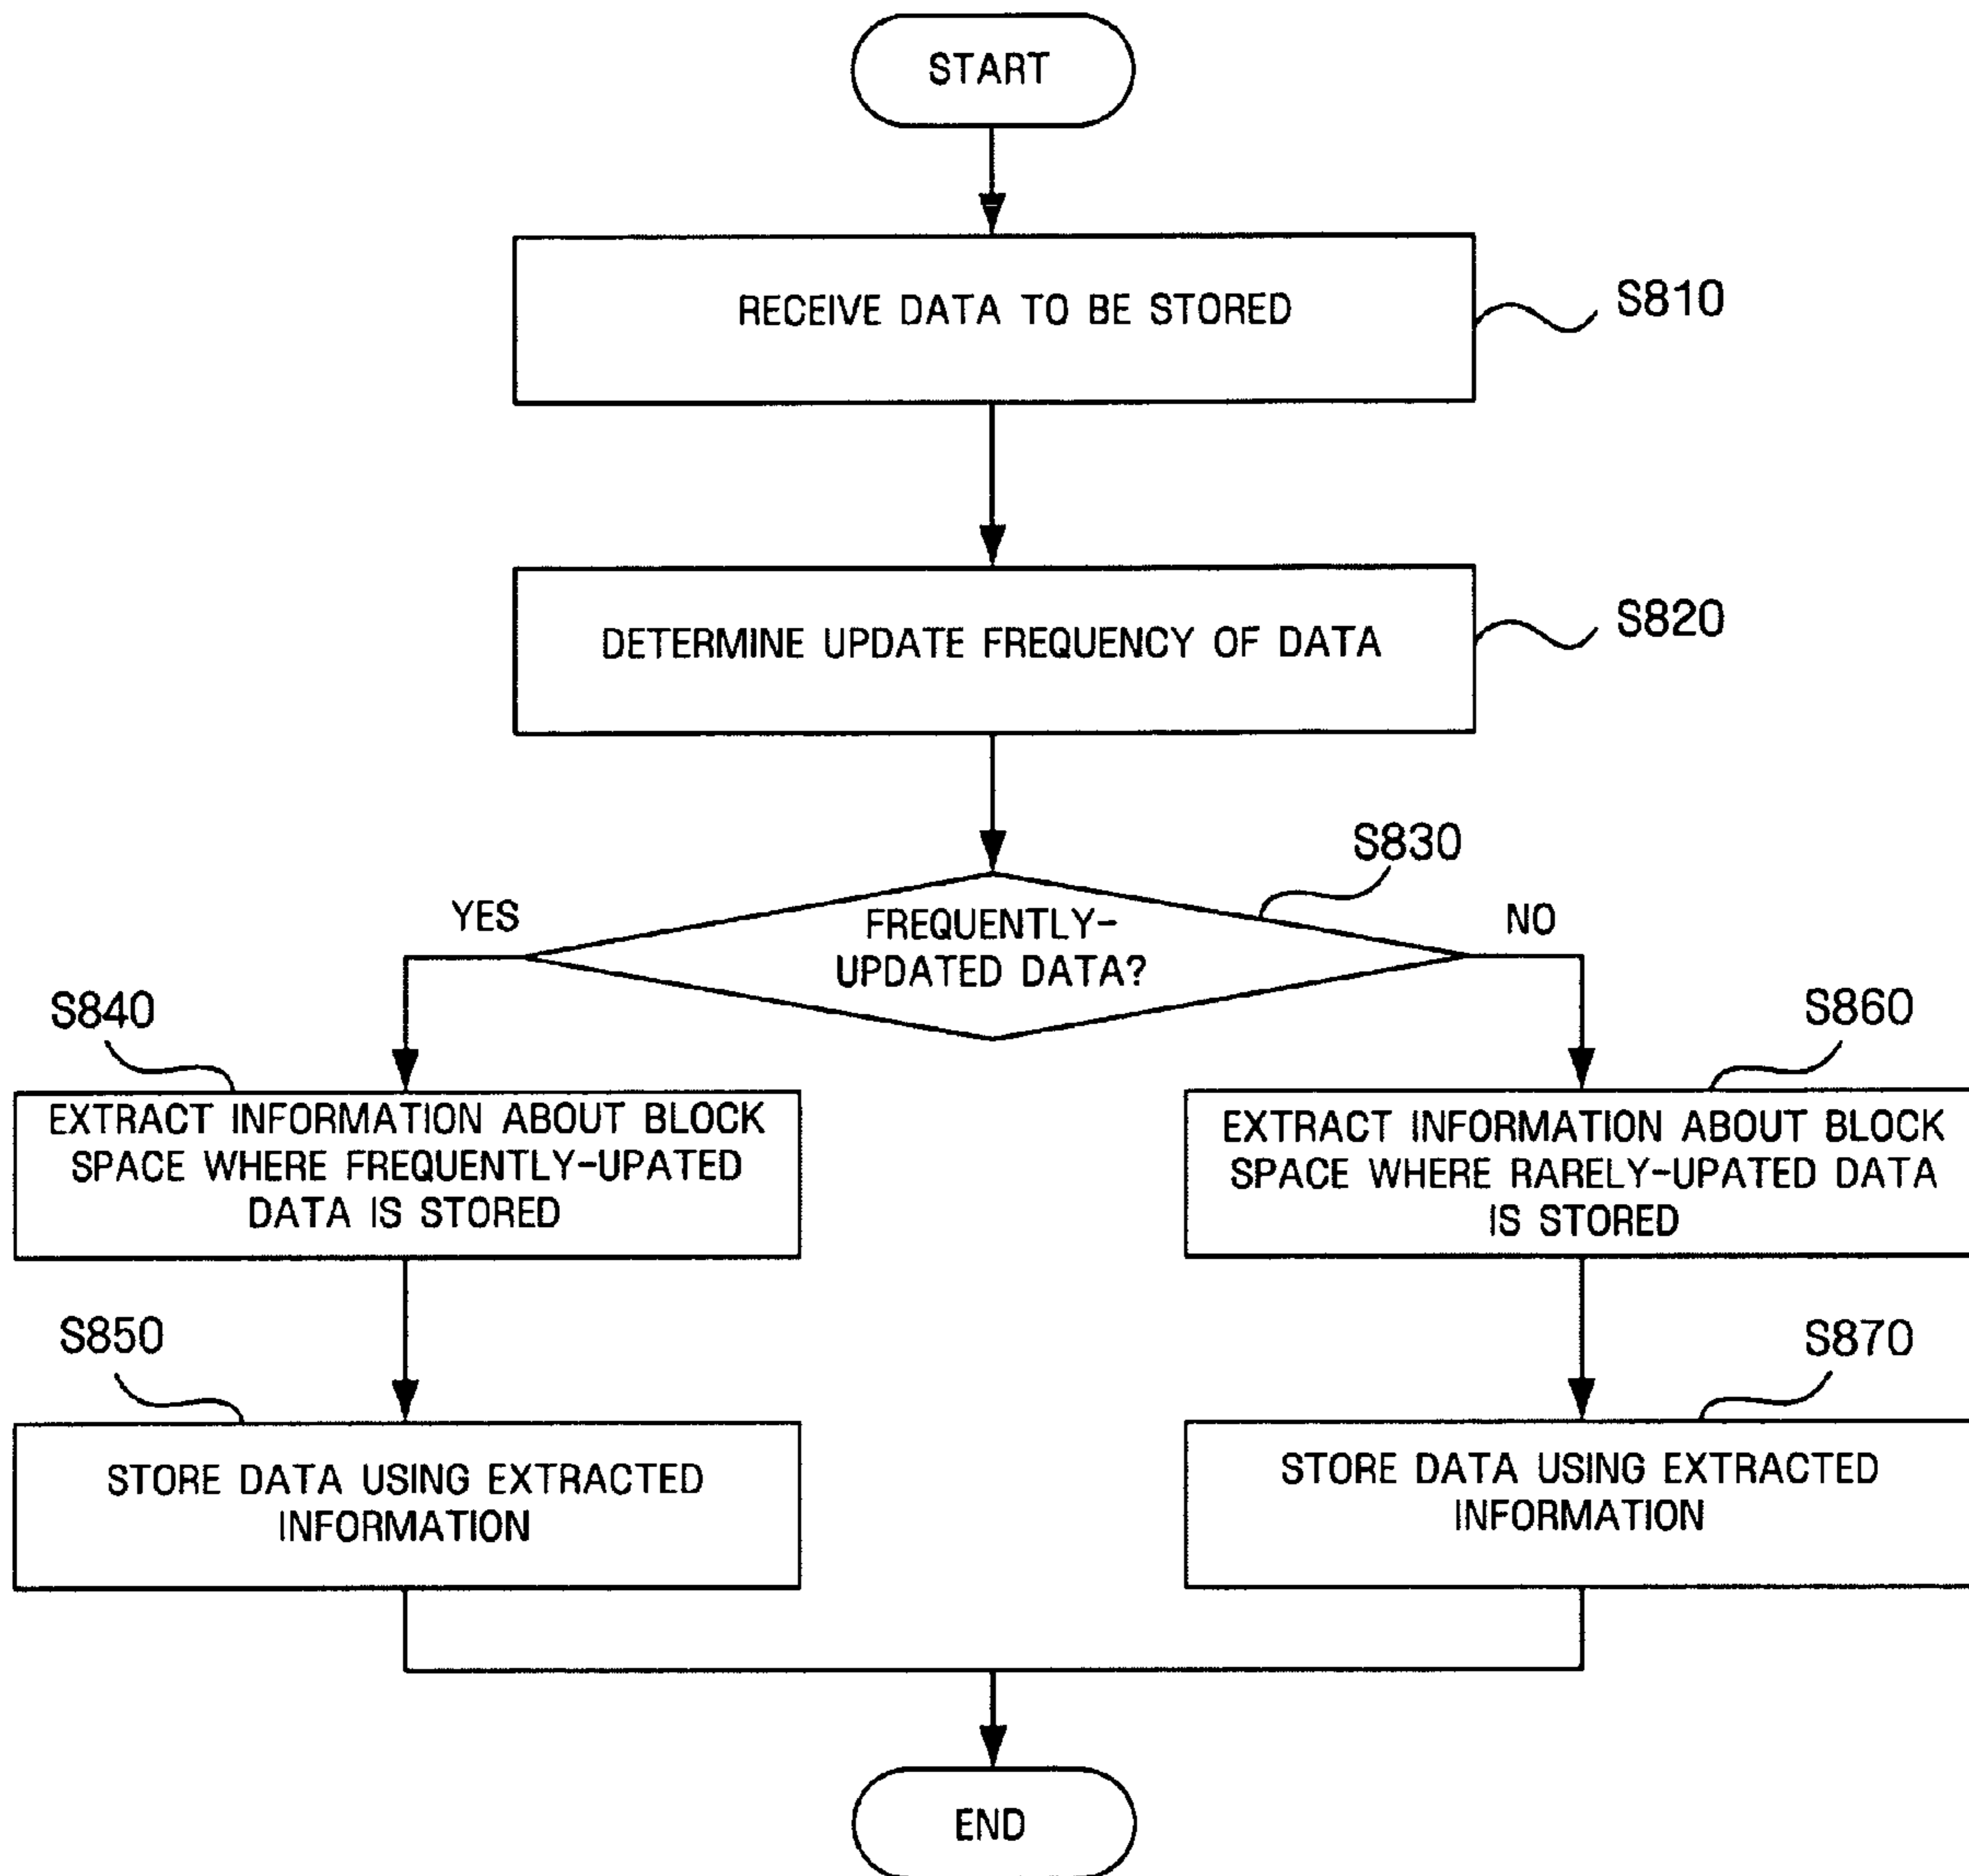 START
RECEIVE DATA TO BE STORED
S810
DETERMINE UPDATE FREQUENCY OF DATA
S820
S830
YES
FREQUENTLY-
UPDATED DATA?
NO
S840
EXTRACT INFORMATION ABOUT BLOCK
SPACE WHERE FREQUENTLY-UPATED
DATA IS STORED
S860
EXTRACT INFORMATION ABOUT BLOCK
SPACE WHERE RARELY-UPATED DATA
IS STORED
S850
STORE DATA USING EXTRACTED
INFORMATION
S870
STORE DATA USING EXTRACTED
INFORMATION
END